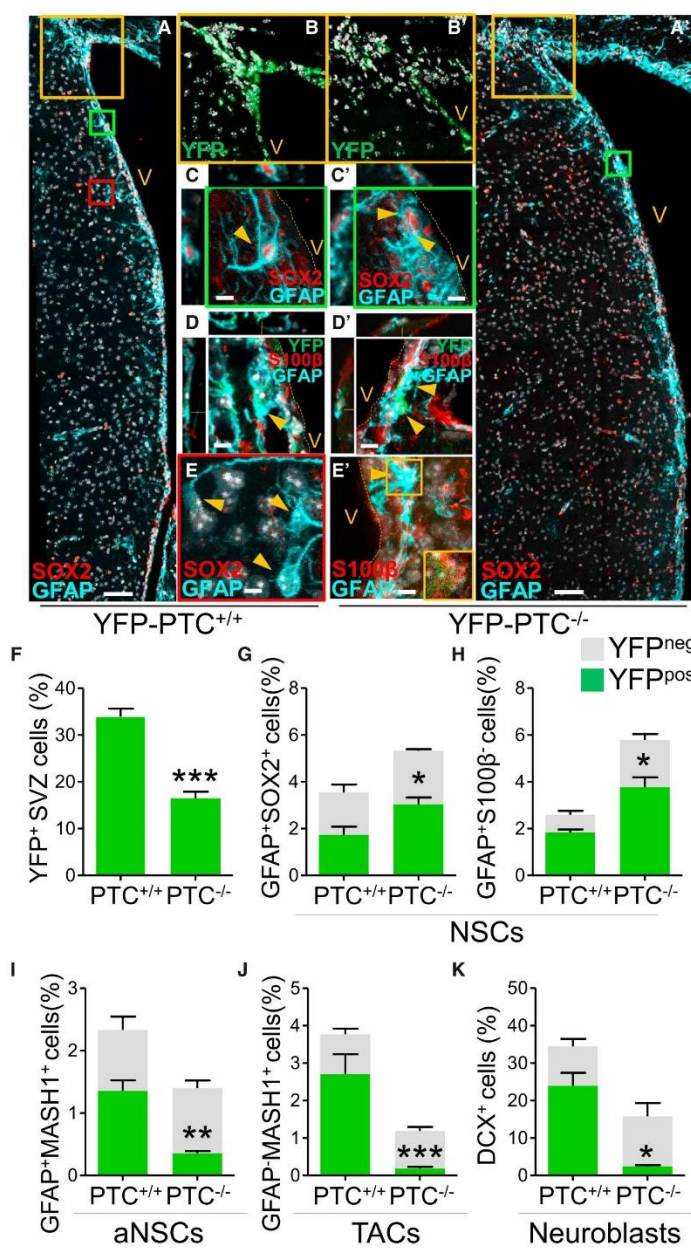 A
B
B'
A'
V
YFP
V
YFP
V
V
C
C'
V
SOX2
GFAP
V
SOX2
GFAP
D
D'
YFP
S100β
GFAP
V
V
YFP
S100β
GFAP
E
E'
V
SOX2
GFAP
SOX2
GFAP
S100β
GFAP
SOX2
GFAP
YFP-PTC+/+
YFP-PTC-/-
YFPneg
YFPpos
F
YFP+ SVZ cells (%)
40
30
20
10
0
***
PTC+/+ PTC-/-
G
GFAP+SOX2+ cells(%)
8
6
4
2
0
*
PTC+/+ PTC-/-
H
GFAP+S100β- cells(%)
8
6
4
2
0
*
PTC+/+ PTC-/-
NSCs
I
GFAP+MASH1+ cells(%)
3
2
1
0
**
PTC+/+ PTC-/-
aNSCs
J
GFAP-MASH1+ cells(%)
5
4
3
2
1
0
***
PTC+/+ PTC-/-
TACs
K
DCX+ cells (%)
50
40
30
20
10
0
*
PTC+/+ PTC-/-
Neuroblasts